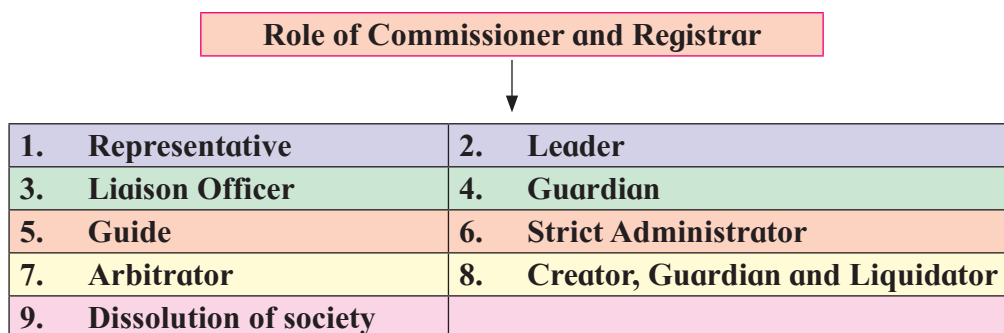 Role of Commissioner and Registrar
1. Representative 2. Leader
3. Liaison Officer 4. Guardian
5. Guide 6. Strict Administrator
7. Arbitrator 8. Creator, Guardian and Liquidator
9. Dissolution of society